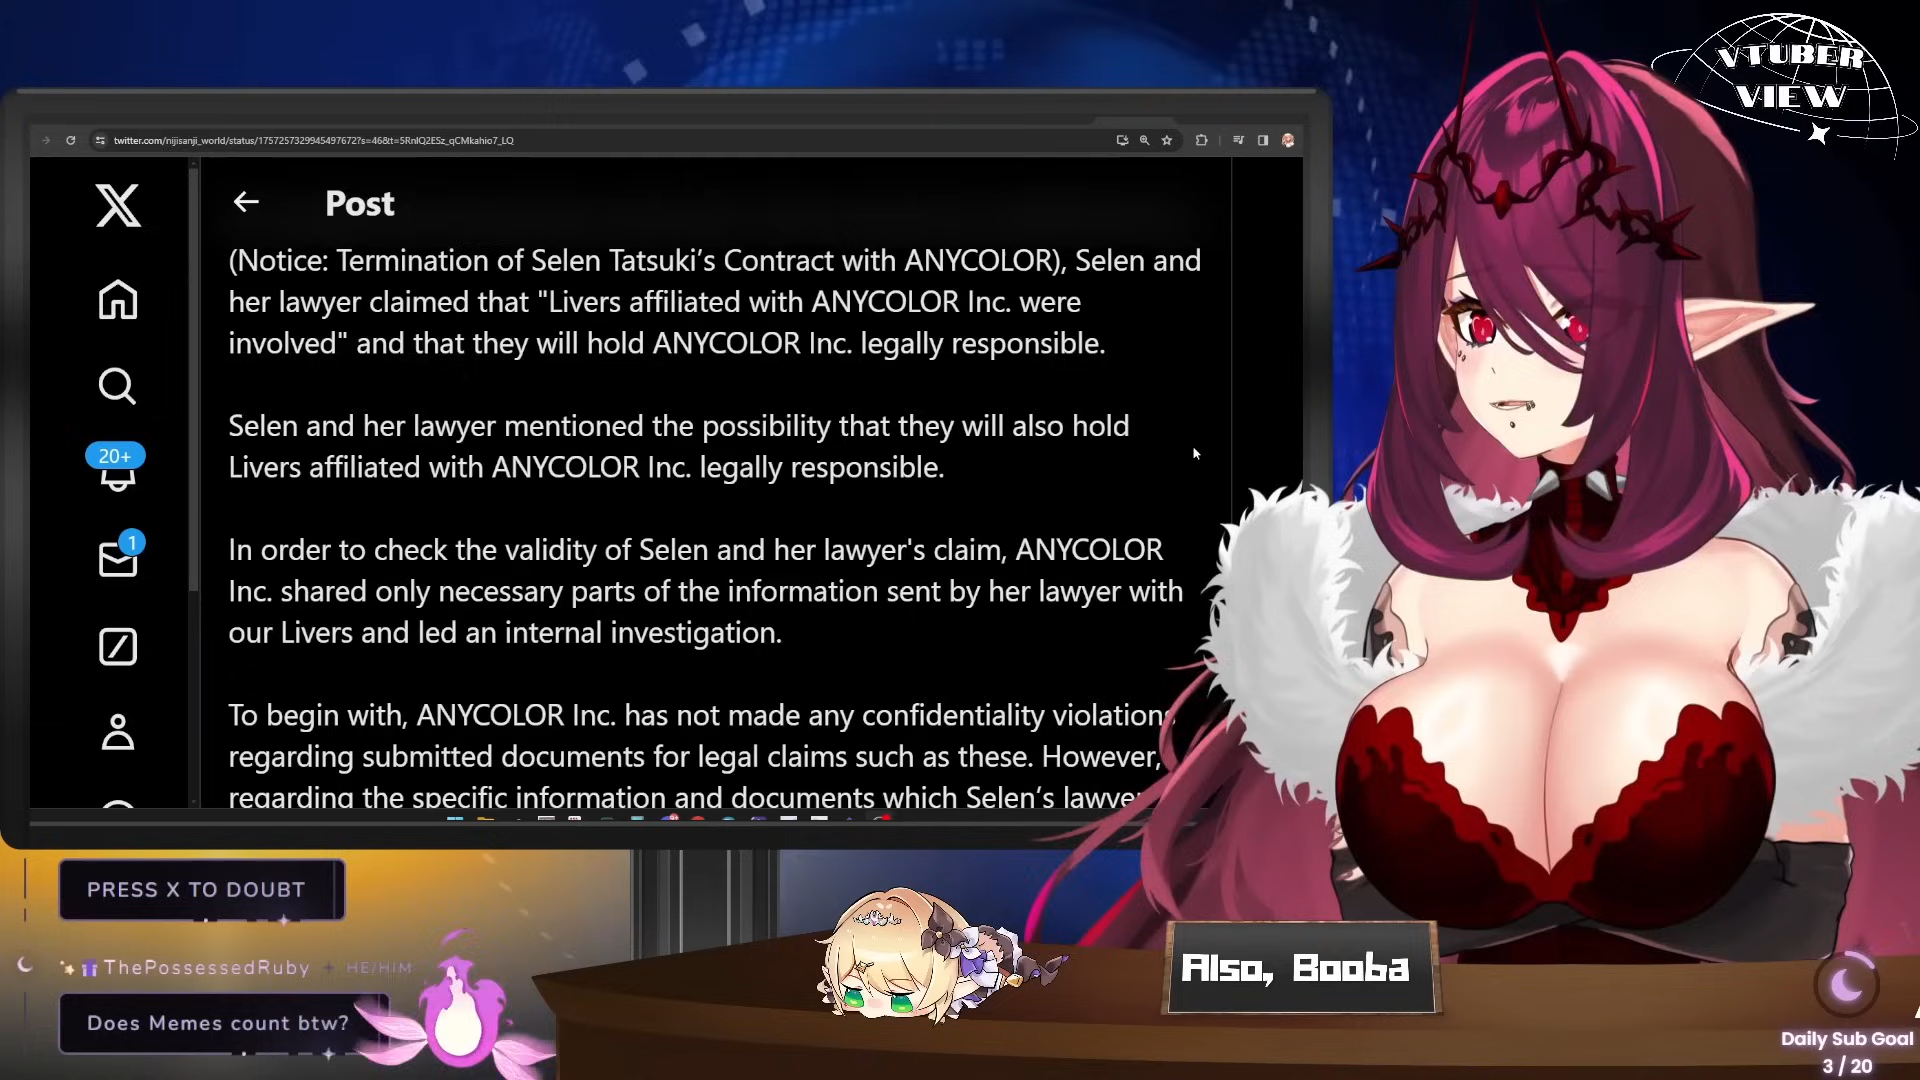 VTUBER
VIEW
twitter.com/nijisanji_world/status/1757257329945497672?s=46&t=5RnlQ2ESz_qCMkahio7_LQ
Post
(Notice: Termination of Selen Tatsuki’s Contract with ANYCOLOR), Selen and
her lawyer claimed that "Livers affiliated with ANYCOLOR Inc. were
involved" and that they will hold ANYCOLOR Inc. legally responsible.
Selen and her lawyer mentioned the possibility that they will also hold
Livers affiliated with ANYCOLOR Inc. legally responsible.
In order to check the validity of Selen and her lawyer's claim, ANYCOLOR
Inc. shared only necessary parts of the information sent by her lawyer with
our Livers and led an internal investigation.
To begin with, ANYCOLOR Inc. has not made any confidentiality violations
regarding submitted documents for legal claims such as these. However,
regarding the specific information and documents which Selen’s lawyer
20+
1
PRESS X TO DOUBT
ThePossessedRuby HE/HIM
Does Memes count btw?
Also, Booba
Daily Sub Goal
3 / 20